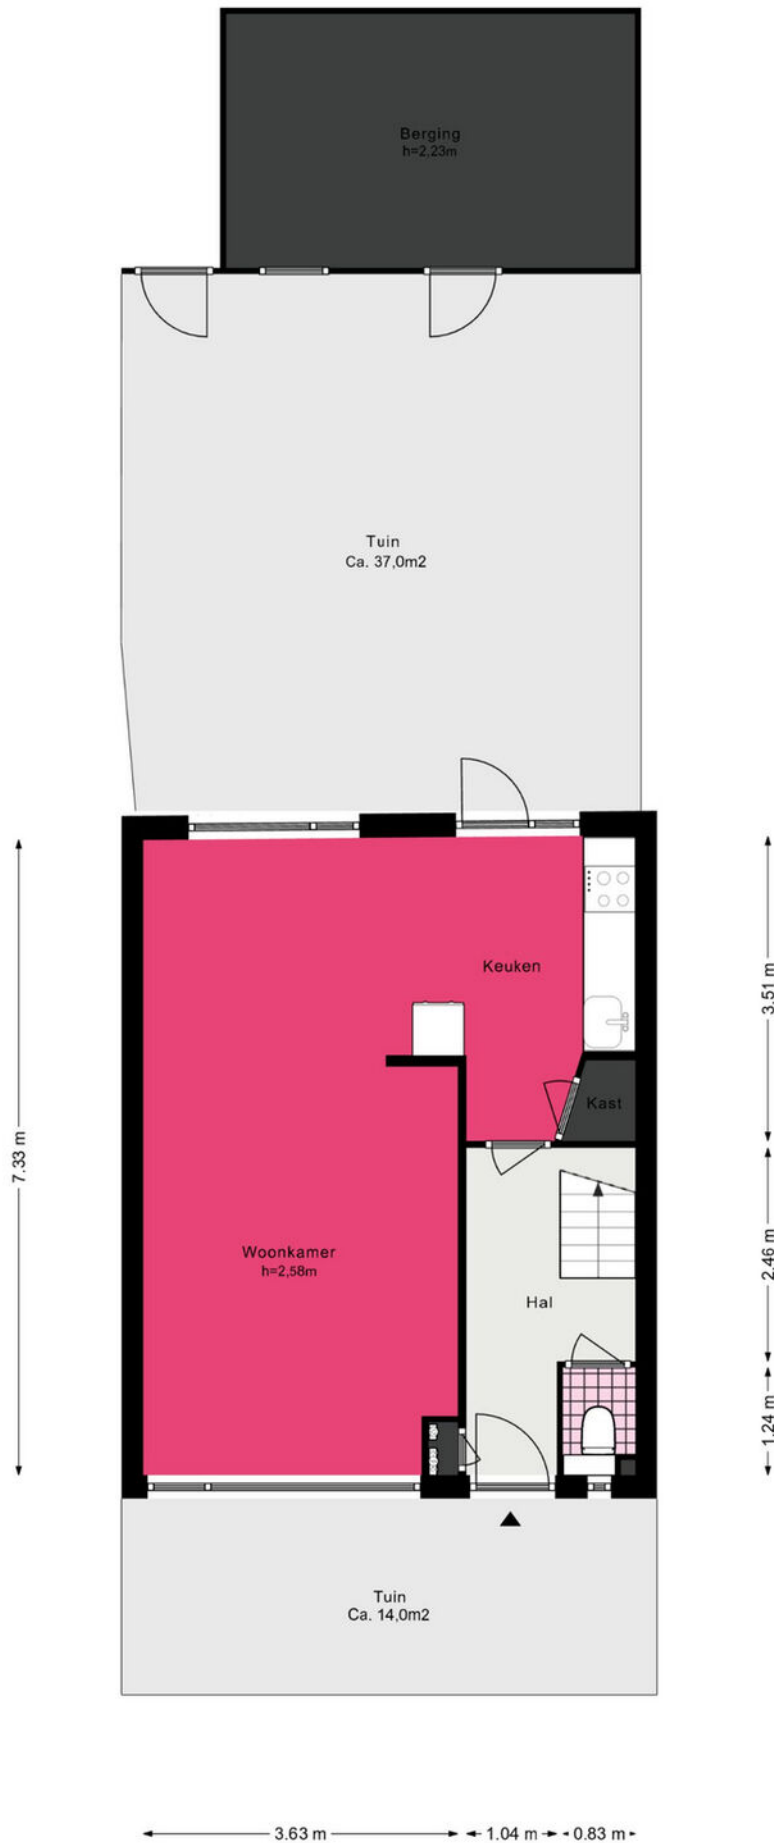 Berging
h=2,23m
Tuin
Ca. 37,0m2
Keuken
Kast
3.51 m
7.33 m
Woonkamer
h=2,58m
2.46 m
Hal
1.24 m
Tuin
Ca. 14,0m2
3.63 m
1.04 m
0.83 m